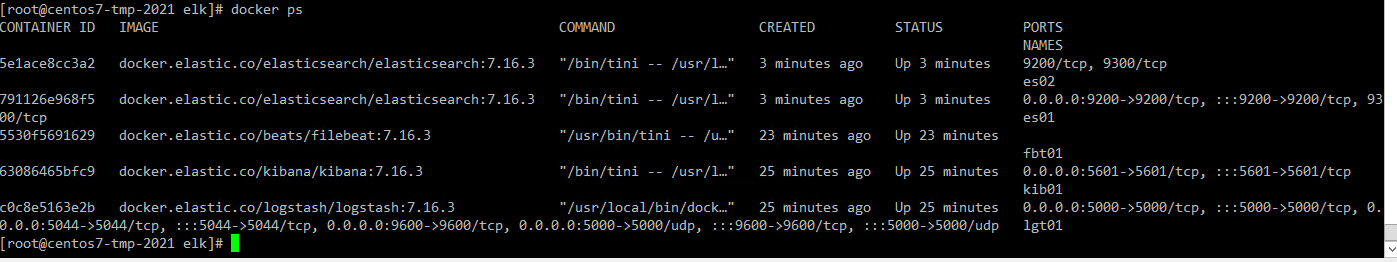 [root@centos7-tmp-2021 elk]# docker ps
CONTAINER ID   IMAGE                                                  COMMAND                  CREATED          STATUS          PORTS
NAMES
5e1ace8cc3a2   docker.elastic.co/elasticsearch/elasticsearch:7.16.3   "/bin/tini -- /usr/l…"   3 minutes ago    Up 3 minutes    9200/tcp, 9300/tcp
es02
791126e968f5   docker.elastic.co/elasticsearch/elasticsearch:7.16.3   "/bin/tini -- /usr/l…"   3 minutes ago    Up 3 minutes    0.0.0.0:9200->9200/tcp, :::9200->9200/tcp, 93
00/tcp   es01
5530f5691629   docker.elastic.co/beats/filebeat:7.16.3                "/usr/bin/tini -- /u…"   23 minutes ago   Up 23 minutes
fbt01
63086465bfc9   docker.elastic.co/kibana/kibana:7.16.3                 "/bin/tini -- /usr/l…"   25 minutes ago   Up 25 minutes   0.0.0.0:5601->5601/tcp, :::5601->5601/tcp
kib01
c0c8e5163e2b   docker.elastic.co/logstash/logstash:7.16.3             "/usr/local/bin/dock…"   25 minutes ago   Up 25 minutes   0.0.0.0:5000->5000/tcp, :::5000->5000/tcp, 0.
0.0.0:5044->5044/tcp, :::5044->5044/tcp, 0.0.0.0:9600->9600/tcp, 0.0.0.0:5000->5000/udp, :::9600->9600/tcp, :::5000->5000/udp   lgt01
[root@centos7-tmp-2021 elk]#